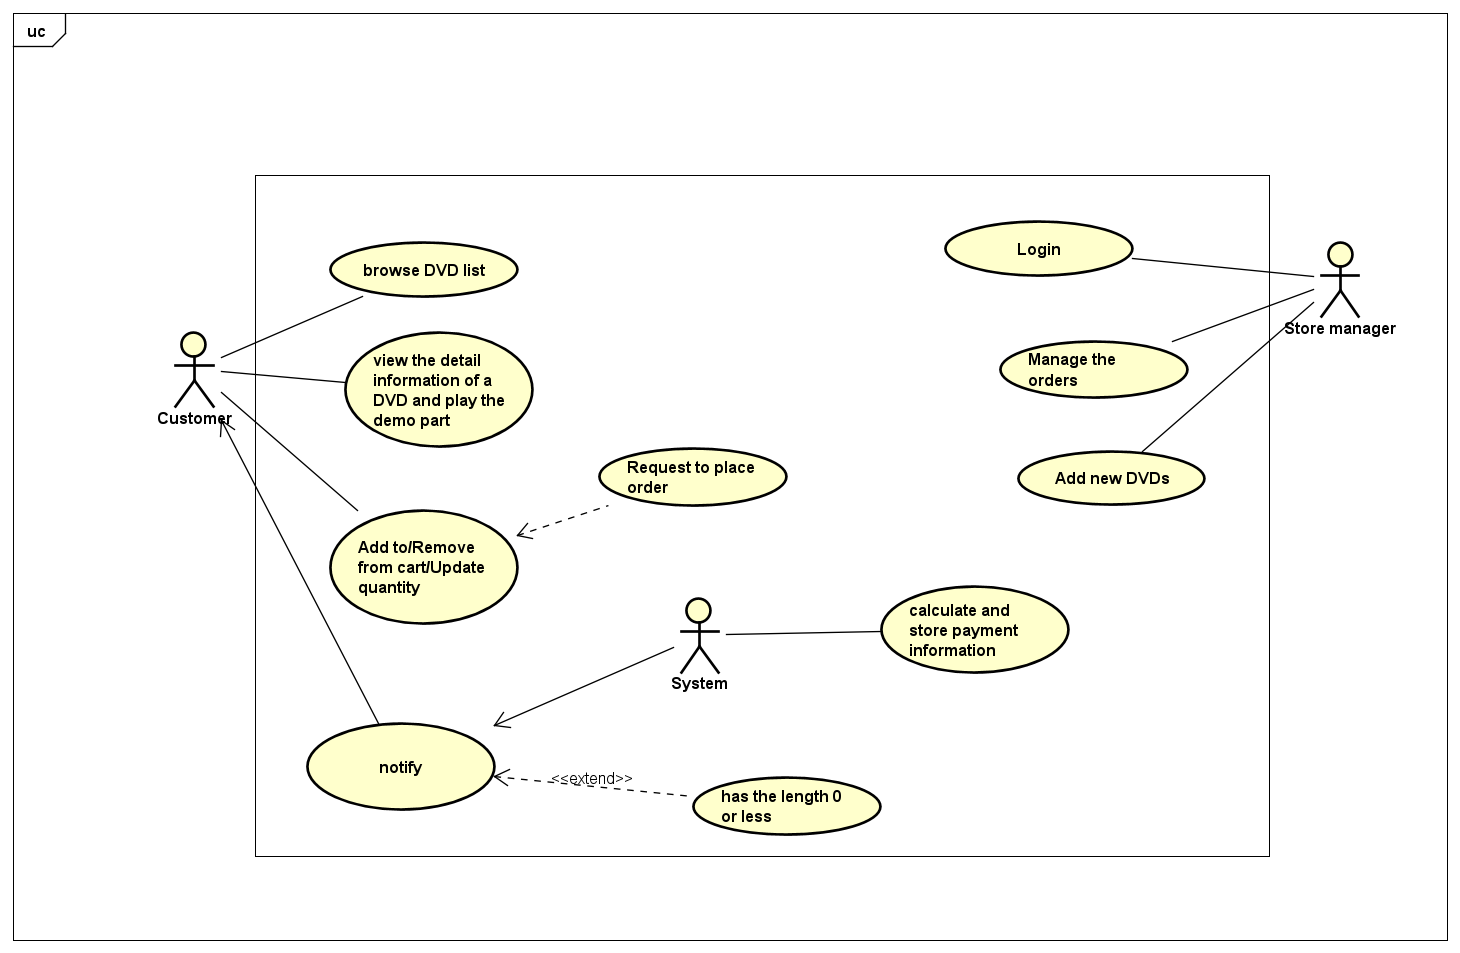 uc
browse DVD list
Login
view the detail
information of a
DVD and play the
demo part
Store manager
Manage the
orders
Customer
Request to place
order
Add new DVDs
Add to/Remove
from cart/Update
quantity
calculate and
store payment
information
System
notify
<<extend>>
has the length 0
or less